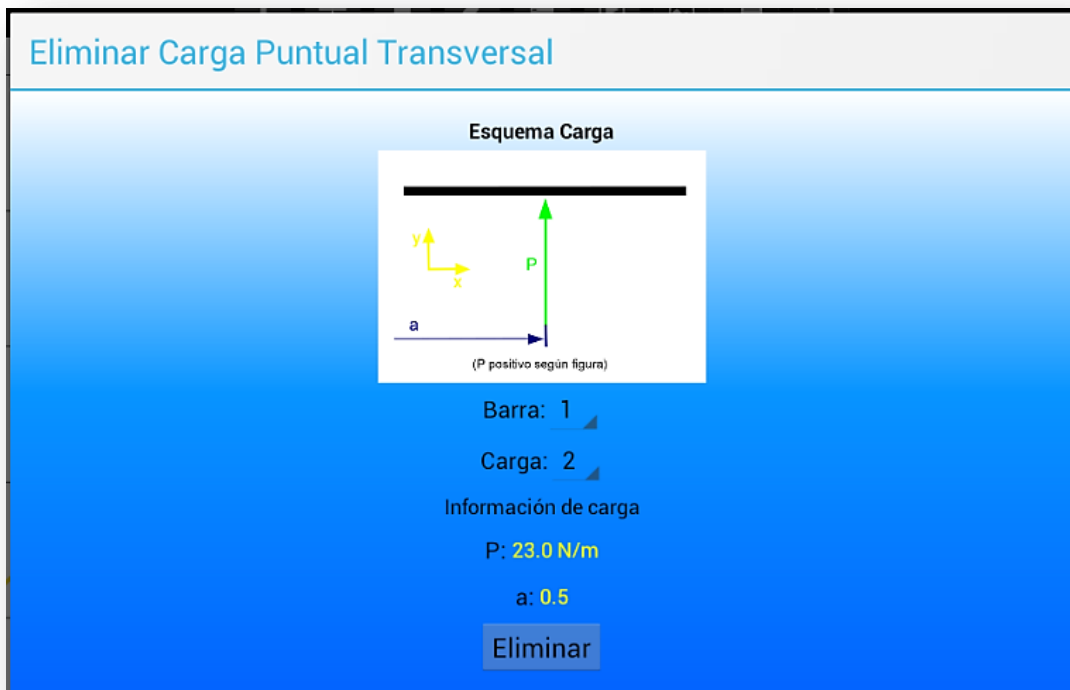 Eliminar Carga Puntual Transversal
Esquema Carga
y
P
x
a
(P positivo según figura)
Barra: 1
Carga: 2
Información de carga
P: 23.0 N/m
a: 0.5
Eliminar